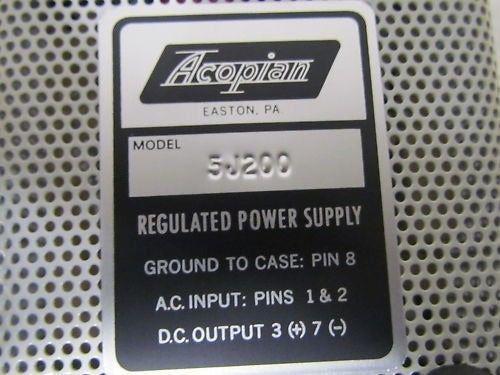 Acopian
EASTON, PA.
MODEL
5J200
REGULATED POWER SUPPLY
GROUND TO CASE: PIN 8
A.C. INPUT: PINS 1 & 2
D.C. OUTPUT 3 (+) 7 (-)